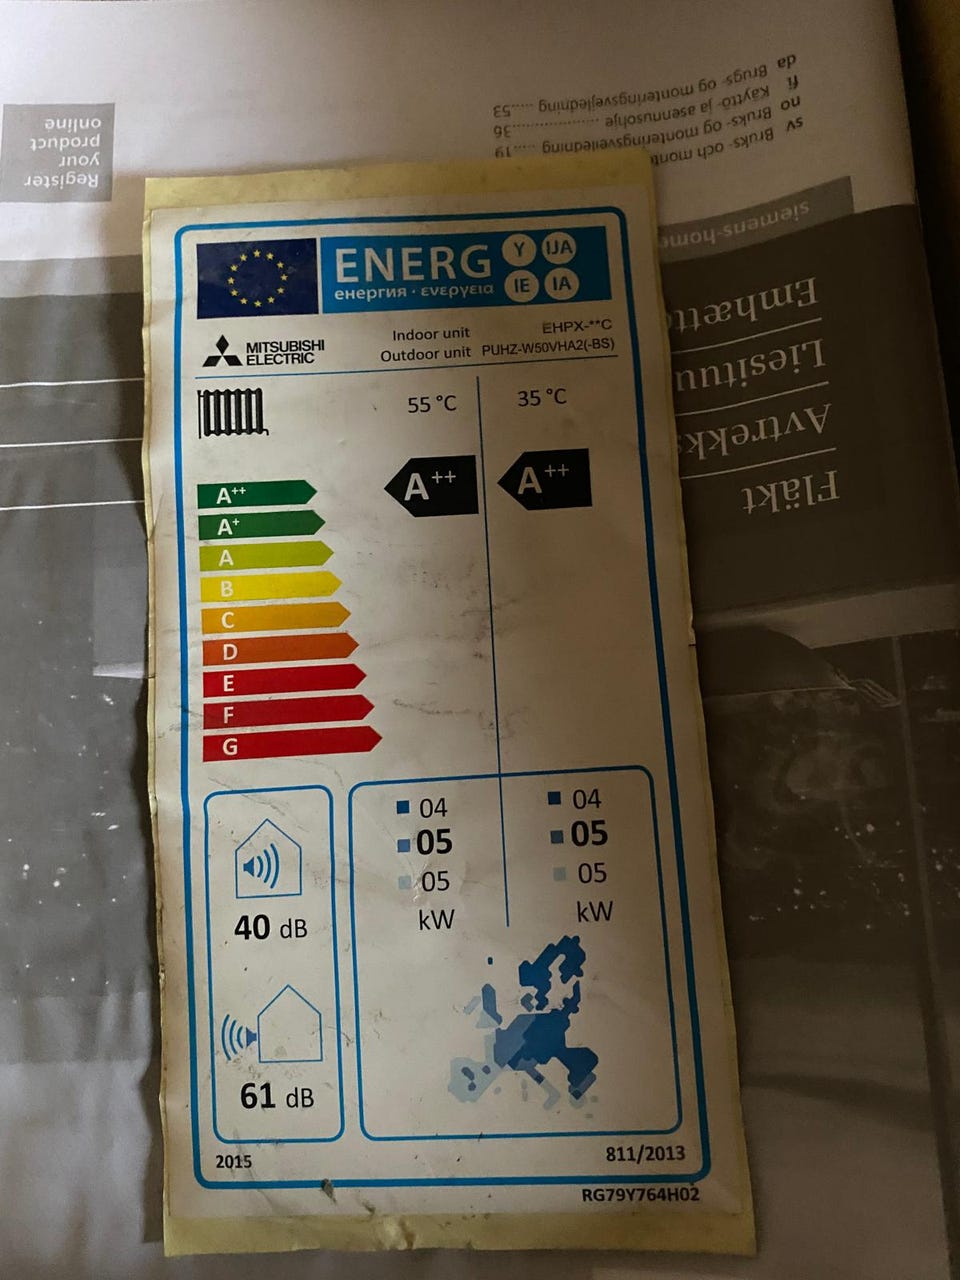 da Brugs- og monteringsvejledning .....53
fi Käyttö- ja asennusohje ...................36
no Bruks- og monteringsveiledning .....19
sv Bruks- och monte
Register
your
product
online
siemens-home
Emhætte
Liesituu
Avtrekks
Fläkt
ENERG Y IJA
енергия · ενεργεια IE IA
MITSUBISHI
ELECTRIC
Indoor unit EHPX-**C
Outdoor unit PUHZ-W50VHA2(-BS)
55 °C 35 °C
A++ A++
A++
A+
A
B
C
D
E
F
G
04 04
05 05
05 05
kW kW
40 dB
61 dB
2015 811/2013
RG79Y764H02